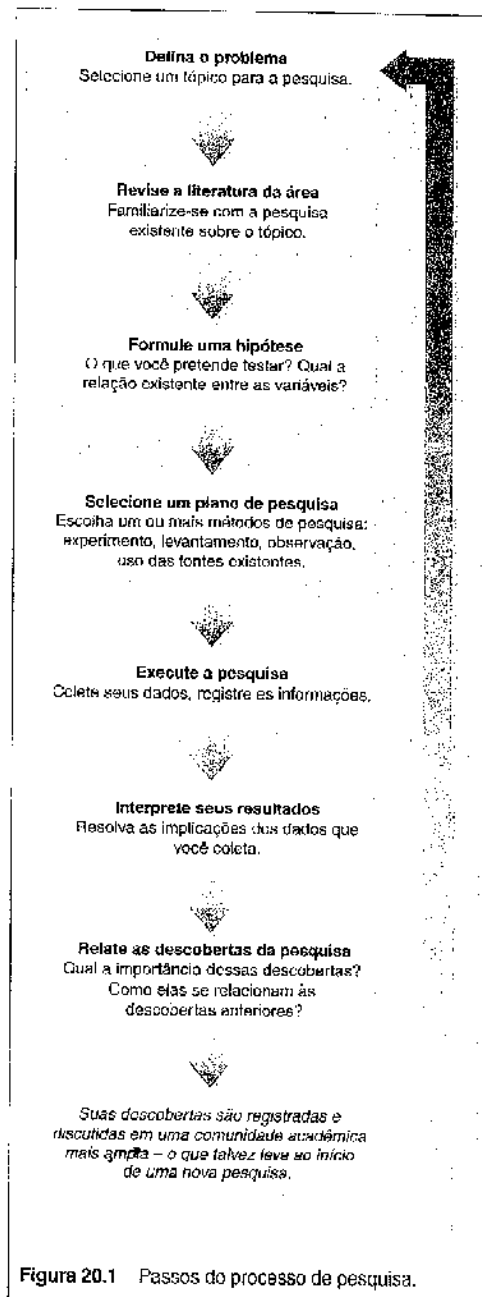 Defina o problema
Selecione um tópico para a pesquisa.
Revise a literatura da área
Familiarize-se com a pesquisa
existente sobre o tópico.
Formule uma hipótese
O que você pretende testar? Qual a
relação existente entre as variáveis?
Selecione um plano de pesquisa
Escolha um ou mais métodos de pesquisa:
experimento, levantamento, observação,
uso das fontes existentes.
Execute a pesquisa
Colete seus dados, registre as informações.
Interprete seus resultados
Resolva as implicações dos dados que
você coleta.
Relate as descobertas da pesquisa
Qual a importância dessas descobertas?
Como elas se relacionam às
descobertas anteriores?
Suas descobertas são registradas e
discutidas em uma comunidade acadêmica
mais ampla – o que talvez leve ao início
de uma nova pesquisa.
Figura 20.1 Passos do processo de pesquisa.